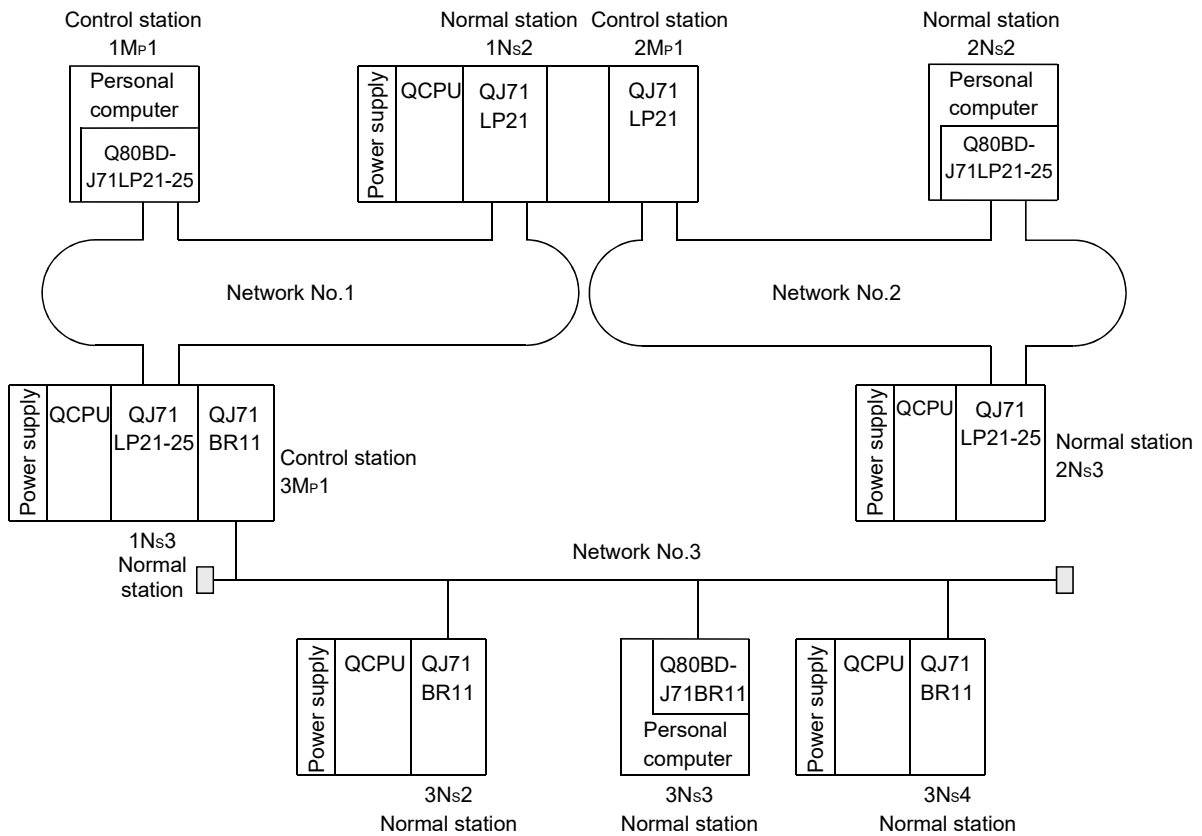 Control station
1MP1
Normal station
1NS2
Control station
2MP1
Normal station
2NS2
Personal
computer
Q80BD-
J71LP21-25
Power supply
QCPU
QJ71
LP21
QJ71
LP21
Personal
computer
Q80BD-
J71LP21-25
Network No.1
Network No.2
Power supply
QCPU
QJ71
LP21-25
QJ71
BR11
Control station
3MP1
1NS3
Normal
station
Power supply
QCPU
QJ71
LP21-25
Normal station
2NS3
Network No.3
Power supply
QCPU
QJ71
BR11
3NS2
Normal station
Q80BD-
J71BR11
Personal
computer
3NS3
Normal station
Power supply
QCPU
QJ71
BR11
3NS4
Normal station